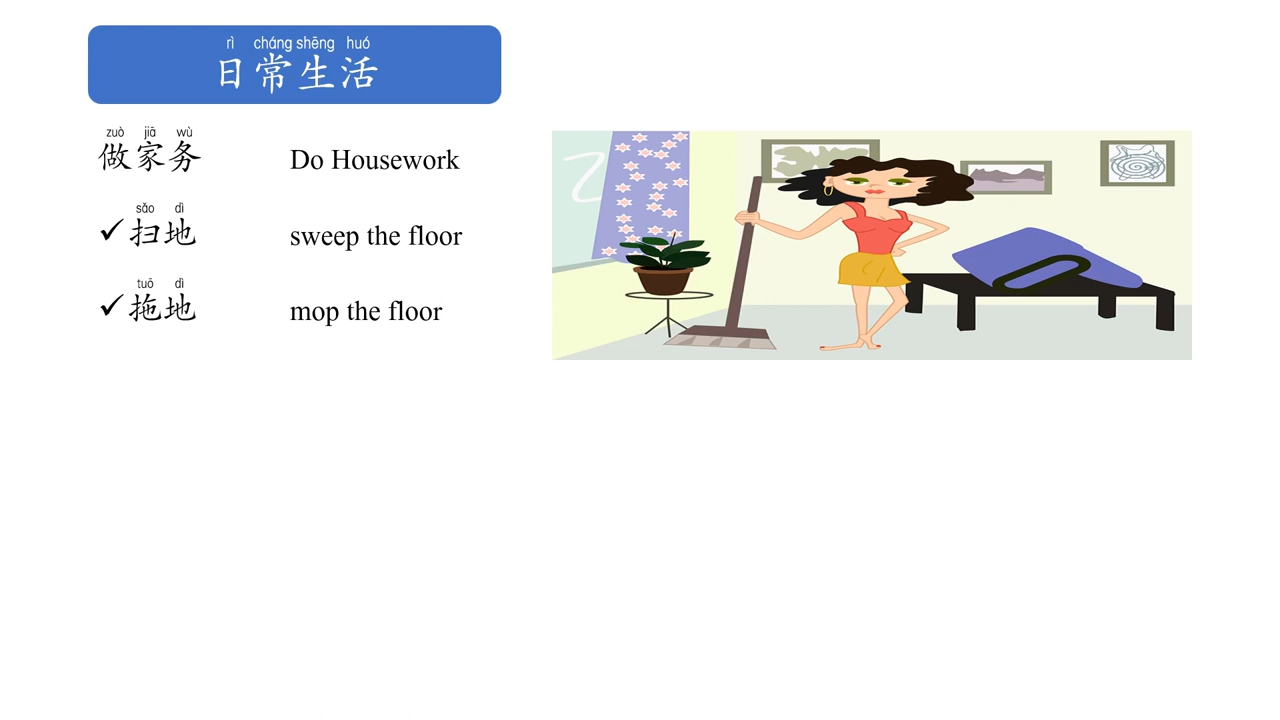 rì cháng shēng huó
日常生活
zuò jiā wù
做家务 Do Housework
sǎo dì
✓ 扫地 sweep the floor
tuō dì
✓ 拖地 mop the floor